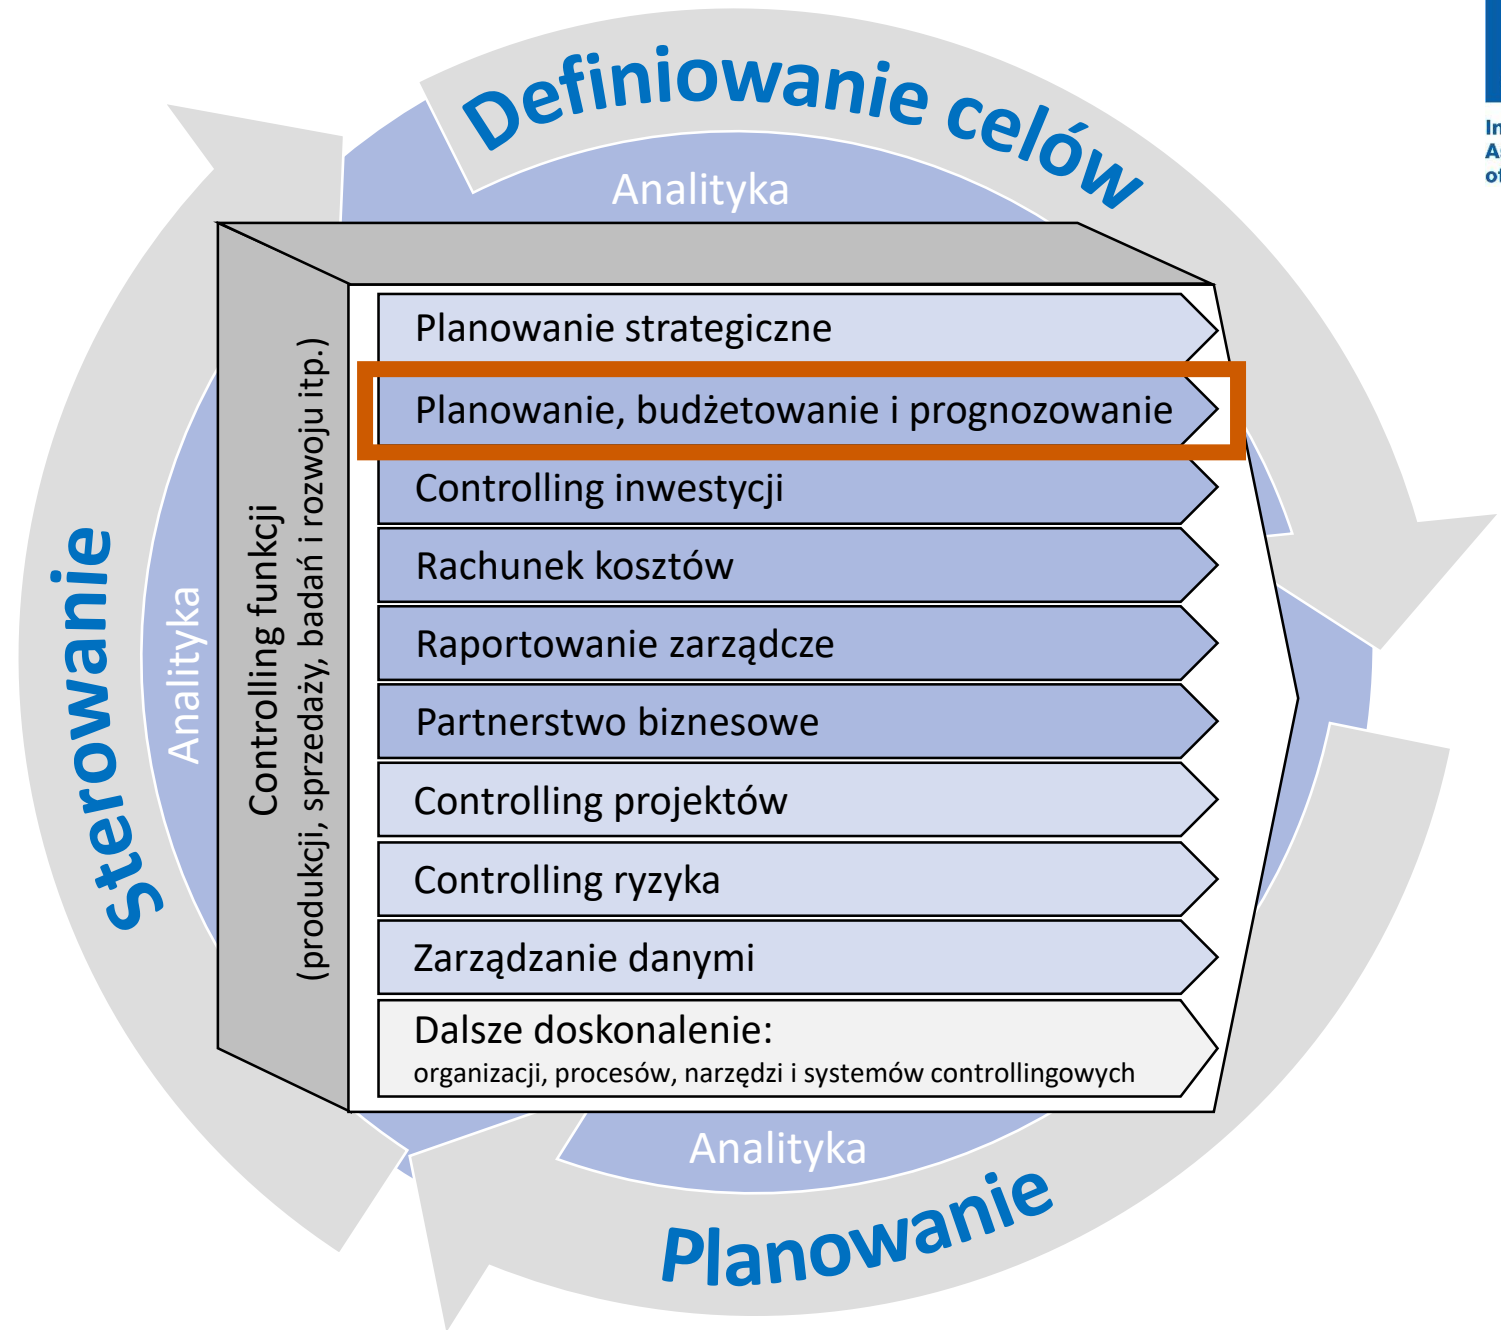 Definiowanie celów
Analityka
In
A
of
Planowanie strategiczne
Planowanie, budżetowanie i prognozowanie
Controlling inwestycji
Rachunek kosztów
Raportowanie zarządcze
Partnerstwo biznesowe
Controlling projektów
Controlling ryzyka
Zarządzanie danymi
Dalsze doskonalenie:
organizacji, procesów, narzędzi i systemów controllingowych
Controlling funkcji
(produkcji, sprzedaży, badań i rozwoju itp.)
Analityka
Sterowanie
Analityka
Planowanie